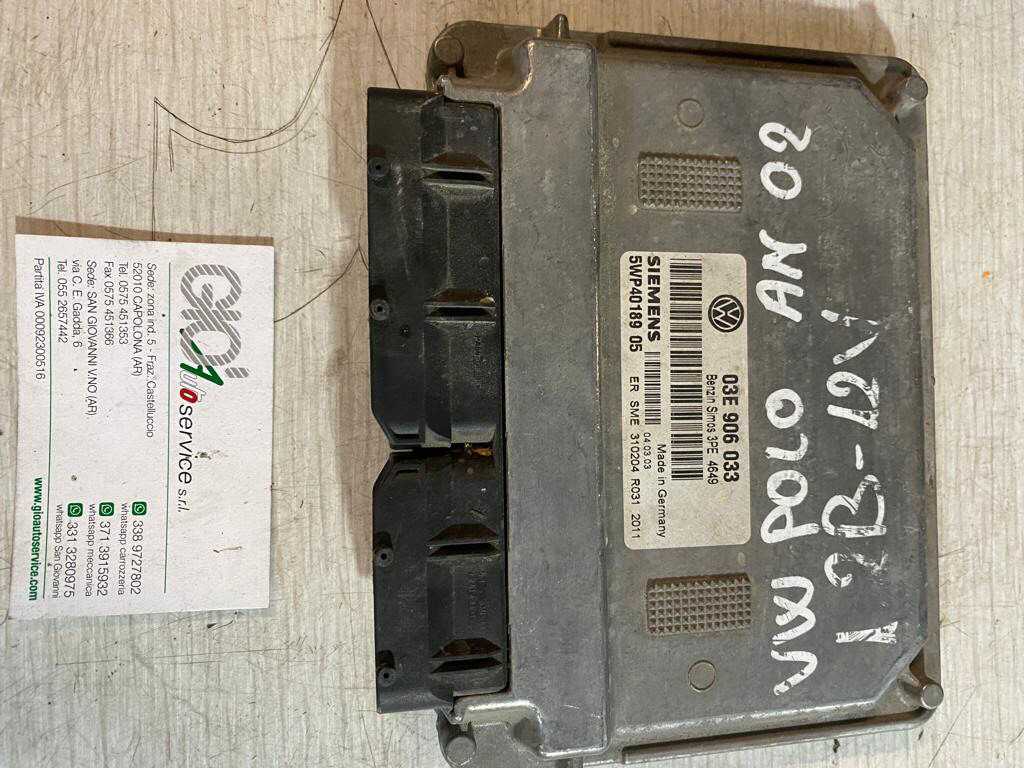 GIO1
autoservice s.r.l.
Sede: zona ind. 5 - Fraz. Castelluccio
52010 CAPOLONA (AR)
Tel. 0575 451353
Fax 0575 451366
Sede: SAN GIOVANNI V.NO (AR)
via C. E. Gadda, 6
Tel. 055 2657442
Partita IVA 00092300516
338 9727802
whatsapp carrozzeria
371 3915932
whatsapp meccanica
331 3280975
whatsapp San Giovanni
www.gioautoservice.com
03E 906 033
Benzin Simos 3PE 4649
Made in Germany
04.03.03
SIEMENS
5WP40189 05 ER SME 310204 R031 2011
VW POLO AN 02
1 2B-12V